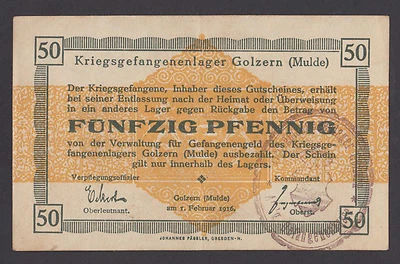 50 50
Kriegsgefangenenlager Golzern (Mulde)
Der Kriegsgefangene, Inhaber dieses Gutscheines, erhält
bei seiner Entlassung nach der Heimat oder Überweisung
in ein anderes Lager gegen Rückgabe den Betrag von
FÜNFZIG PFENNIG
von der Verwaltung für Gefangenengeld des Kriegsge-
fangenenlagers Golzern (Mulde) ausbezahlt. Der Schein
gilt nur innerhalb des Lagers.
Verpflegungsoffizier Kommandant
Oberleutnant. Oberst.
Golzern (Mulde)
am 1. Februar 1916.
50 50
JOHANNES PÄSSLER, DRESDEN-N.